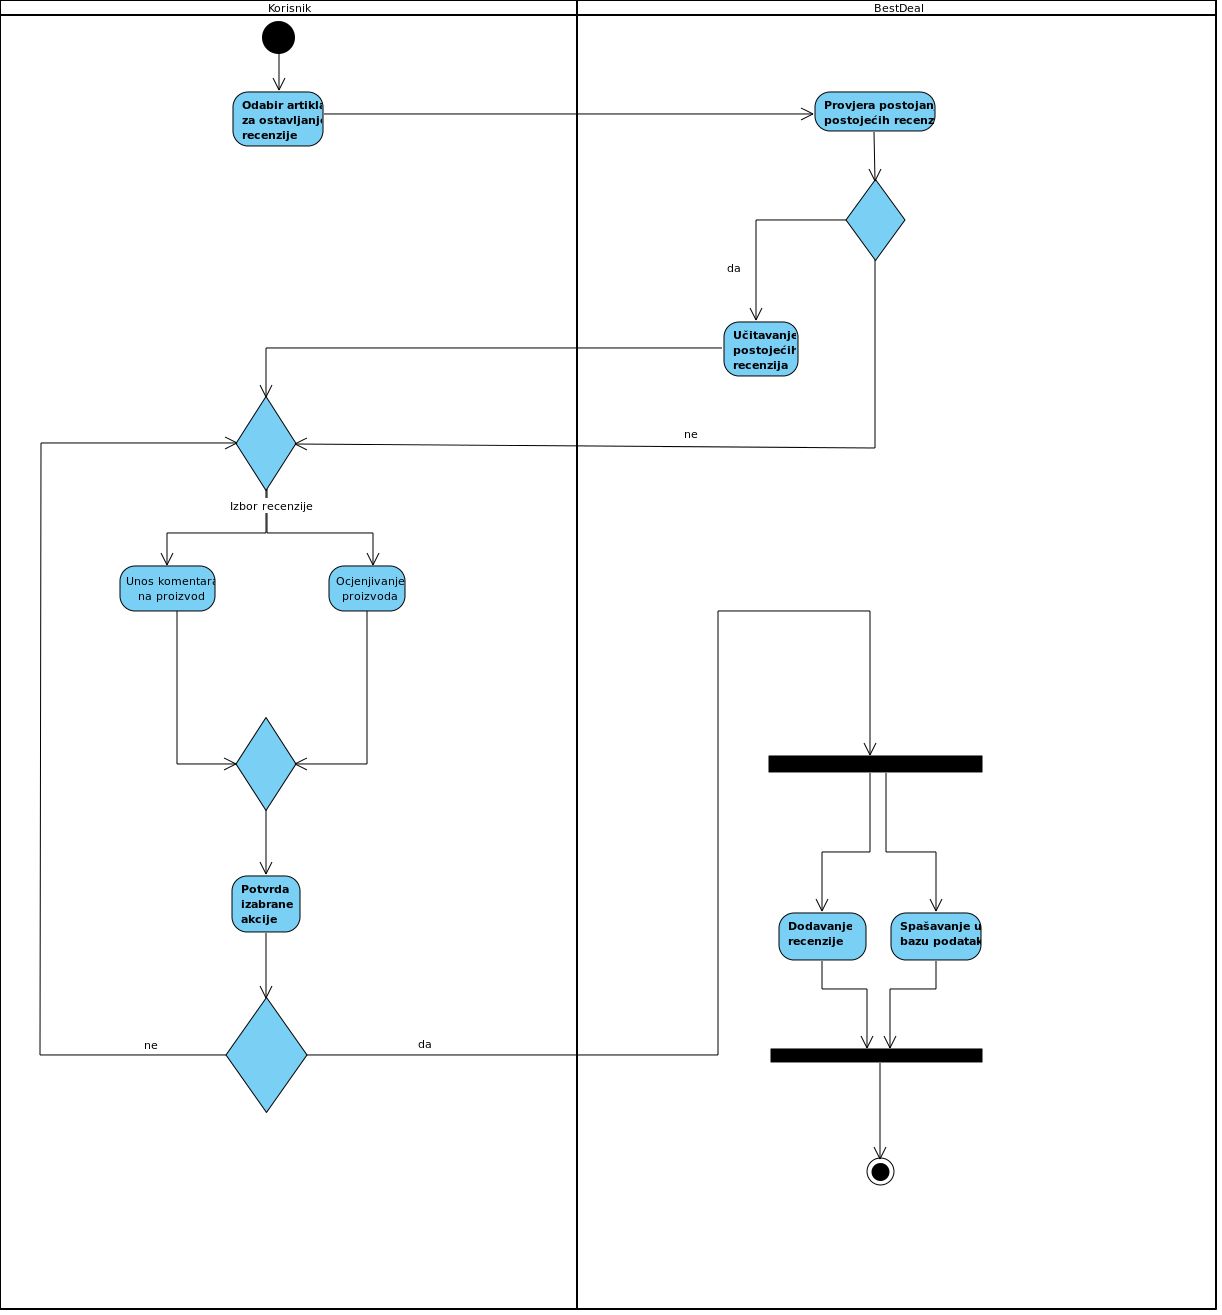 Korisnik
BestDeal
Odabir artikla
za ostavljanje
recenzije
Provjera postojan
postojećih recenz
da
Učitavanje
postojećih
recenzija
ne
Izbor recenzije
Unos komentara
na proizvod
Ocjenjivanje
proizvoda
Potvrda
izabrane
akcije
Dodavanje
recenzije
Spašavanje u
bazu podatak
ne
da